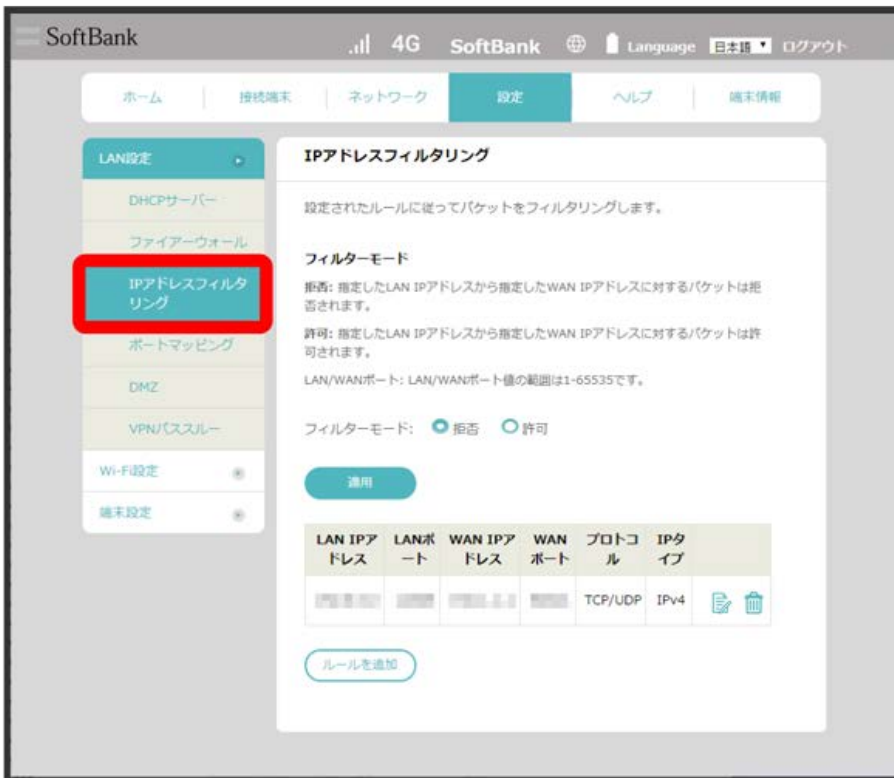 SoftBank
4G SoftBank Language 日本語 ログアウト
ホーム 接続端末 ネットワーク 設定 ヘルプ 端末情報
LAN設定
DHCPサーバー
ファイアーウォール
IPアドレスフィルタ
リング
ポートマッピング
DMZ
VPNパススルー
Wi-Fi設定
端末設定
IPアドレスフィルタリング
設定されたルールに従ってパケットをフィルタリングします。
フィルターモード
拒否: 指定したLAN IPアドレスから指定したWAN IPアドレスに対するパケットは拒
否されます。
許可: 指定したLAN IPアドレスから指定したWAN IPアドレスに対するパケットは許
可されます。
LAN/WANポート: LAN/WANポート値の範囲は1-65535です。
フィルターモード: 拒否 許可
適用
LAN IPア LANポ WAN IPア WAN プロトコ IPタ
ドレス ート ドレス ポート ル イプ
TCP/UDP IPv4
ルールを追加